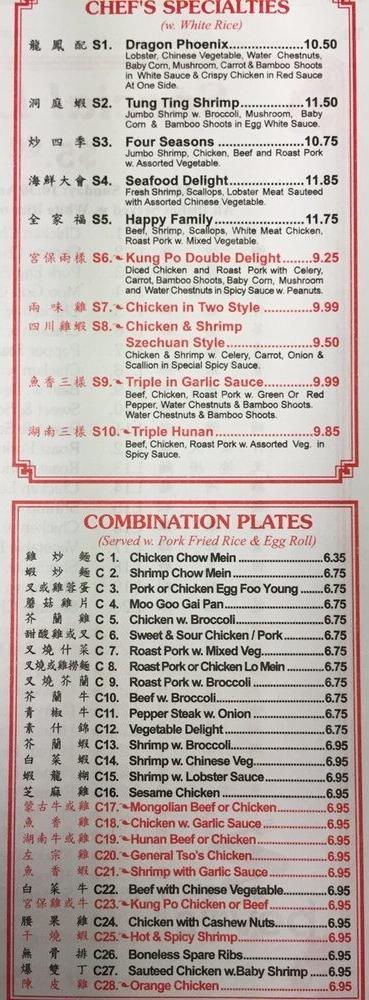 CHEF'S SPECIALTIES
(w. White Rice)
龍 鳳 配 S1. Dragon Phoenix....................10.50
Lobster, Chinese Vegetable, Water Chestnuts,
Baby Corn, Mushroom, Carrot & Bamboo Shoots
in White Sauce & Crispy Chicken in Red Sauce
At One Side.
洞 庭 蝦 S2. Tung Ting Shrimp..................11.50
Jumbo Shrimp w. Broccoli, Mushroom, Baby
Corn & Bamboo Shoots in Egg White Sauce.
炒 四 季 S3. Four Seasons ......................10.75
Jumbo Shrimp, Chicken, Beef and Roast Pork
w. Assorted Vegetable.
海鮮大會 S4. Seafood Delight....................11.85
Fresh Shrimp, Scallops, Lobster Meat Sauteed
with Assorted Chinese Vegetable.
全 家 福 S5. Happy Family.......................11.75
Beef, Shrimp, Scallops, White Meat Chicken,
Roast Pork w. Mixed Vegetable.
宮保兩樣 S6. Kung Po Double Delight.......9.25
Diced Chicken and Roast Pork with Celery,
Carrot, Bamboo Shoots, Baby Corn, Mushroom
and Water Chestnuts in Spicy Sauce w. Peanuts.
兩 味 雞 S7. Chicken in Two Style ...........9.99
四川雞蝦 S8. Chicken & Shrimp
Szechuan Style.....................9.50
Chicken & Shrimp w. Celery, Carrot, Onion &
Scallion in Special Spicy Sauce.
魚香三樣 S9. Triple in Garlic Sauce..........9.99
Beef, Chicken, Roast Pork w. Green Or Red
Pepper, Water Chestnuts & Bamboo Shoots.
Water Chestnuts & Bamboo Shoots.
湖南三樣 S10. Triple Hunan.......................9.85
Beef, Chicken, Roast Pork w. Assorted Veg. in
Spicy Sauce.
COMBINATION PLATES
(Served w. Pork Fried Rice & Egg Roll)
雞 炒 麵 C 1. Chicken Chow Mein ......................6.35
蝦 炒 麵 C 2. Shrimp Chow Mein........................6.75
叉或雞蓉蛋 C 3. Pork or Chicken Egg Foo Young .......6.75
蘑 菇 雞 片 C 4. Moo Goo Gai Pan..........................6.75
芥 蘭 雞 C 5. Chicken w. Broccoli.......................6.75
甜酸雞或叉 C 6. Sweet & Sour Chicken / Pork..........6.75
叉 燒 什 菜 C 7. Roast Pork w. Mixed Veg................6.75
叉燒或雞撈麵 C 8. Roast Pork or Chicken Lo Mein .........6.75
叉 燒 芥 蘭 C 9. Roast Pork w. Broccoli ..................6.75
芥 蘭 牛 C10. Beef w. Broccoli...........................6.75
青 椒 牛 C11. Pepper Steak w. Onion ...................6.75
素 什 錦 C12. Vegetable Delight .........................6.75
芥 蘭 蝦 C13. Shrimp w. Broccoli........................6.95
白 菜 蝦 C14. Shrimp w. Chinese Veg..................6.95
蝦 龍 糊 C15. Shrimp w. Lobster Sauce...............6.95
芝 麻 雞 C16. Sesame Chicken ..........................6.95
蒙古牛或雞 C17. Mongolian Beef or Chicken............6.95
魚 香 雞 C18. Chicken w. Garlic Sauce................6.95
湖南牛或雞 C19. Hunan Beef or Chicken.................6.95
左 宗 雞 C20. General Tso's Chicken..................6.95
魚 香 蝦 C21. Shrimp with Garlic Sauce..............6.95
白 菜 牛 C22. Beef with Chinese Vegetable..........6.95
宮保雞或牛 C23. Kung Po Chicken or Beef...............6.95
腰 果 雞 C24. Chicken with Cashew Nuts.............6.95
干 燒 蝦 C25. Hot & Spicy Shrimp......................6.95
無 骨 排 C26. Boneless Spare Ribs.....................6.95
爆 雙 丁 C27. Sauteed Chicken w.Baby Shrimp .....6.95
陳 皮 雞 C28. Orange Chicken ..........................6.95